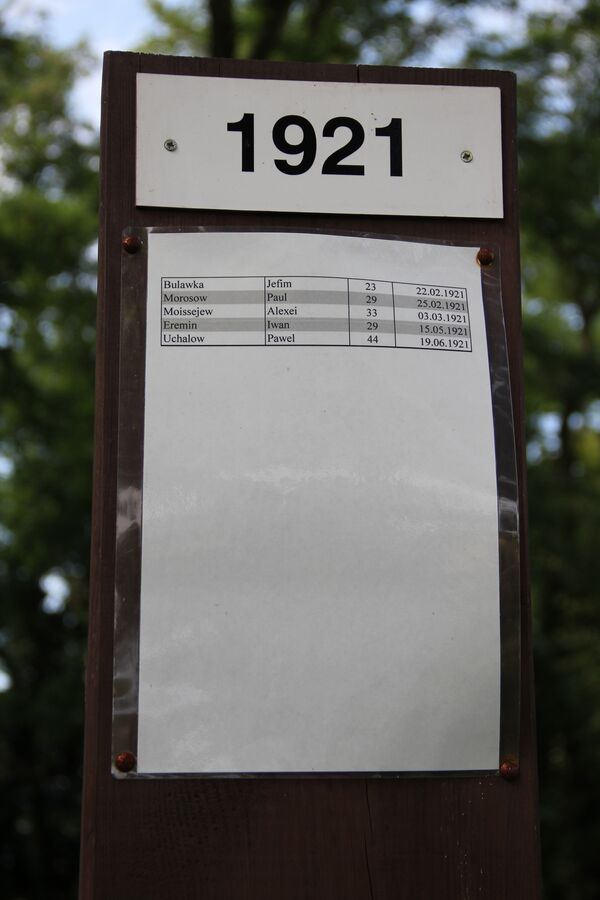 1921
Bulawka Jefim 23 22.02.1921
Morosow Paul 29 25.02.1921
Moissejew Alexei 33 03.03.1921
Eremin Iwan 29 15.05.1921
Uchalow Pawel 44 19.06.1921